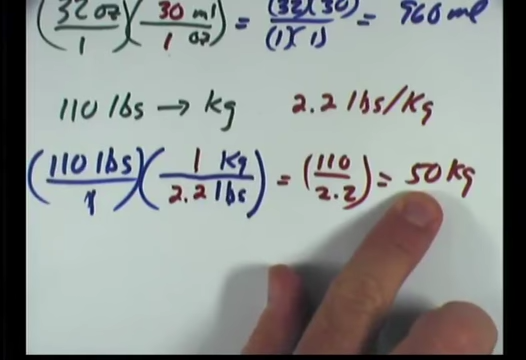 (32 oz/1)(30 ml/1 oz) = (32)(30)/(1)(1) = 960 ml
110 lbs → kg 2.2 lbs/kg
(110 lbs/1)(1 kg/2.2 lbs) = (110/2.2) = 50 kg